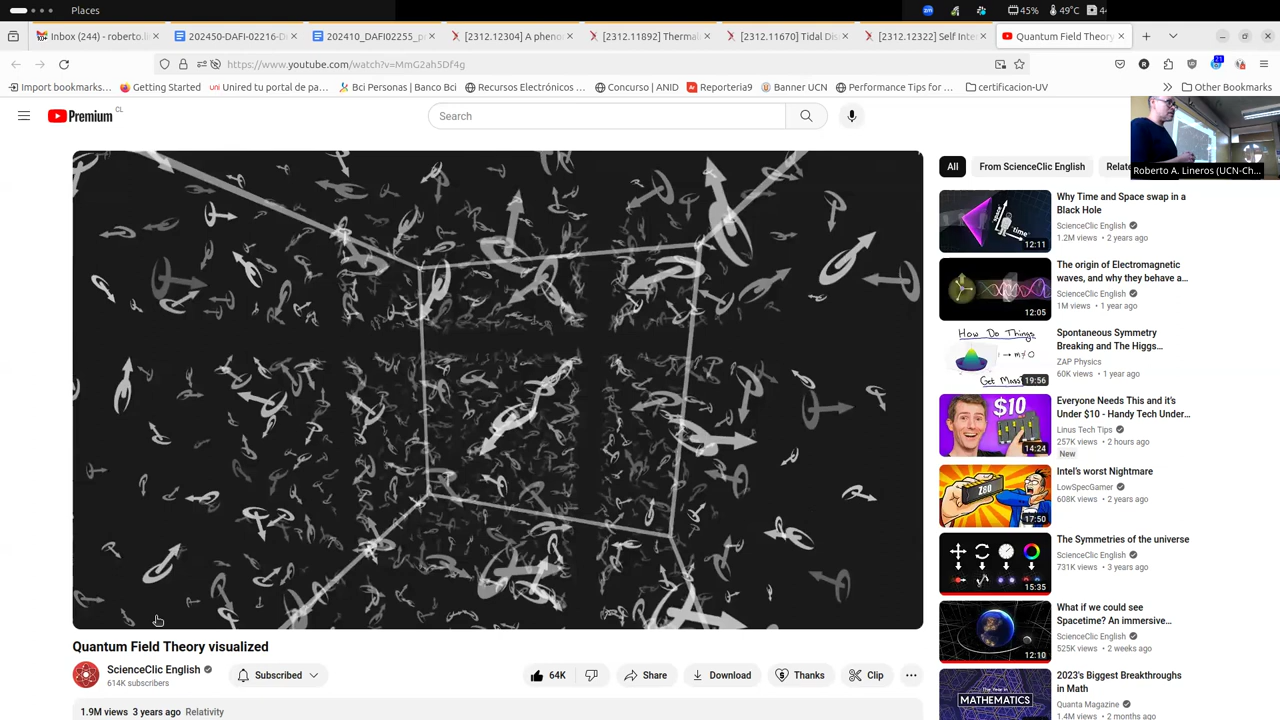 Places
45%
49°C
Inbox (244) - roberto.li
202450-DAFI-02216-D
202410_DAFI02255_pr
[2312.12304] A pheno
[2312.11892] Thermal
[2312.11670] Tidal Dis
[2312.12322] Self Inte
Quantum Field Theory
https://www.youtube.com/watch?v=MmG2ah5Df4g
21
Import bookmarks...
Getting Started
Unired tu portal de pa...
Bci Personas | Banco Bci
Recursos Electrónicos ...
Concurso | ANID
Reporteria9
Banner UCN
Performance Tips for ...
certificacion-UV
Other Bookmarks
Premium CL
Search
Roberto A. Lineros (UCN-Ch...
All
From ScienceClic English
Relate
Why Time and Space swap in a
Black Hole
ScienceClic English
1.2M views • 2 years ago
space
time
12:11
The origin of Electromagnetic
waves, and why they behave a...
ScienceClic English
1M views • 1 year ago
12:05
Spontaneous Symmetry
Breaking and The Higgs...
ZAP Physics
60K views • 1 year ago
How Do Things
→ m≠0
Get Mass?
19:56
Everyone Needs This and it's
Under $10 - Handy Tech Under...
Linus Tech Tips
257K views • 2 hours ago
New
$10
14:24
Intel's worst Nightmare
LowSpecGamer
608K views • 2 years ago
Z80
17:50
The Symmetries of the universe
ScienceClic English
731K views • 3 years ago
15:35
What if we could see
Spacetime? An immersive...
ScienceClic English
525K views • 2 weeks ago
12:10
2023's Biggest Breakthroughs
in Math
Quanta Magazine
1.4M views • 2 months ago
MATHEMATICS
Quantum Field Theory visualized
ScienceClic English
614K subscribers
Subscribed
64K
Share
Download
Thanks
Clip
1.9M views 3 years ago Relativity